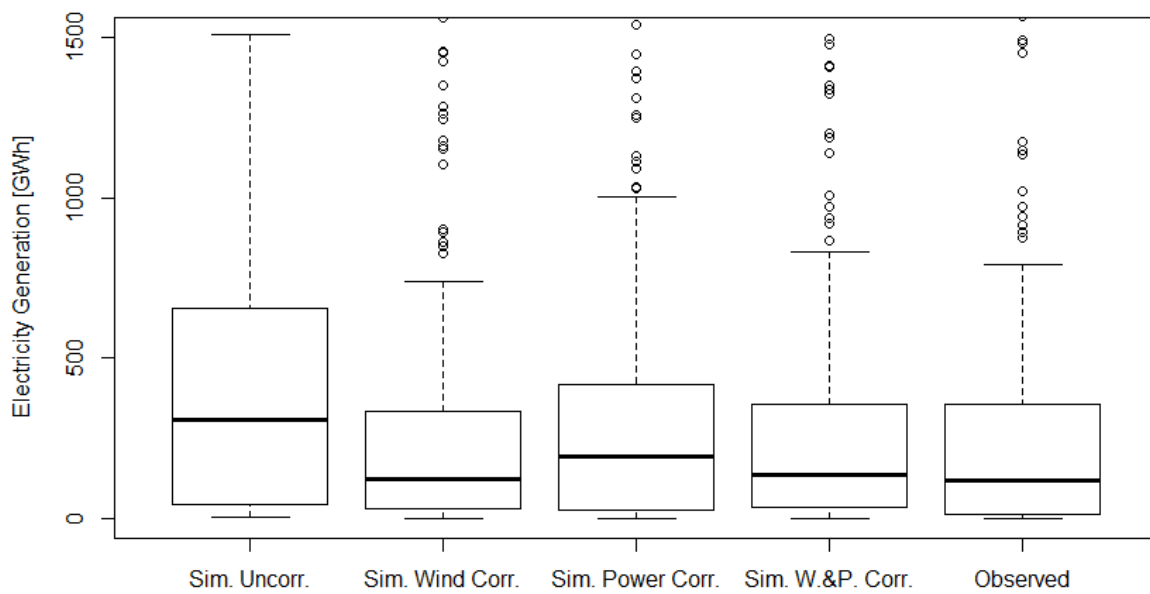 Electricity Generation [GWh]
1500
1000
500
0
Sim. Uncorr.
Sim. Wind Corr.
Sim. Power Corr.
Sim. W.&P. Corr.
Observed